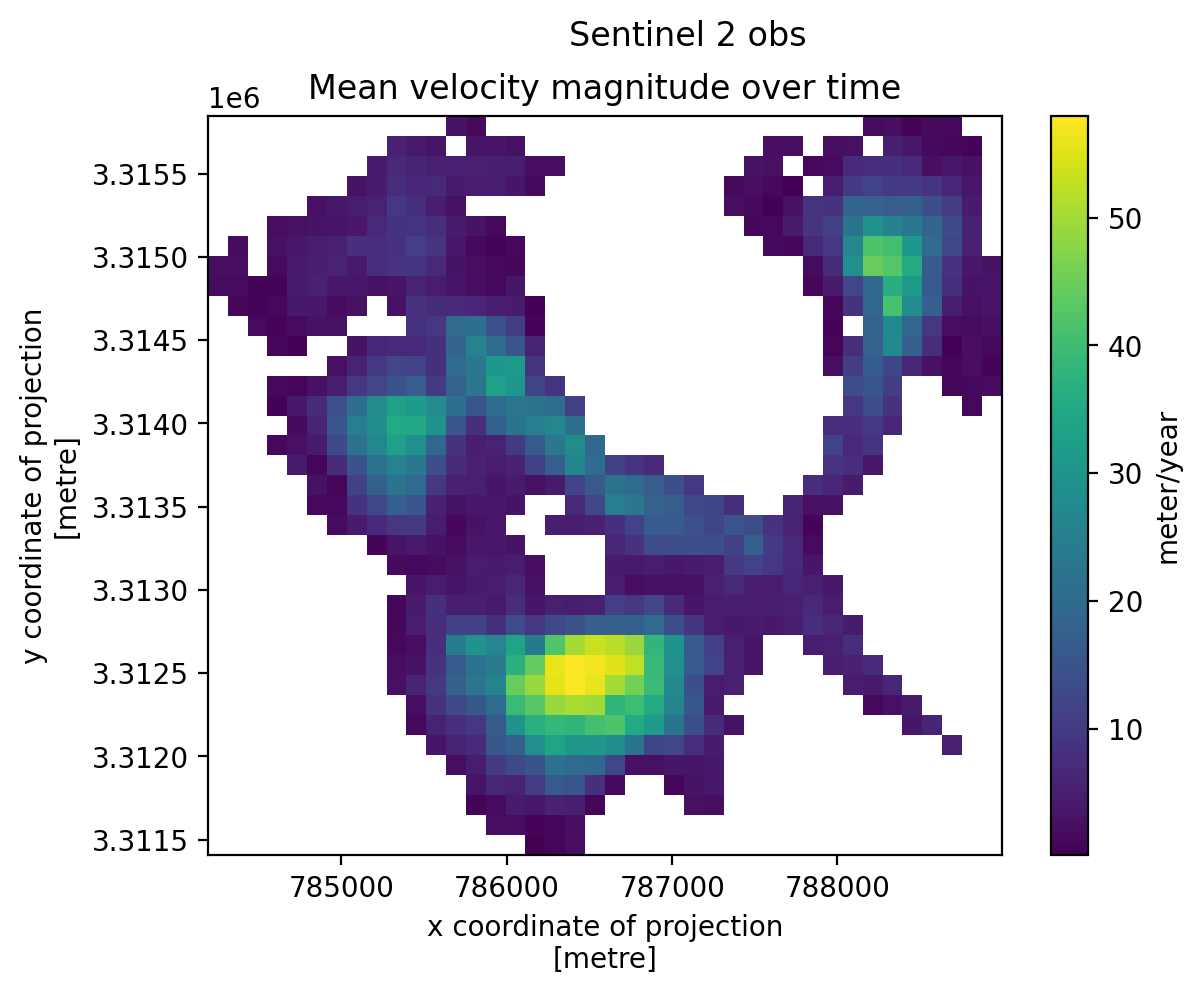 Sentinel 2 obs
Mean velocity magnitude over time
1e6
3.3155
3.3150
3.3145
3.3140
3.3135
3.3130
3.3125
3.3120
3.3115
y coordinate of projection
[metre]
785000
786000
787000
788000
x coordinate of projection
[metre]
50
40
30
20
10
meter/year